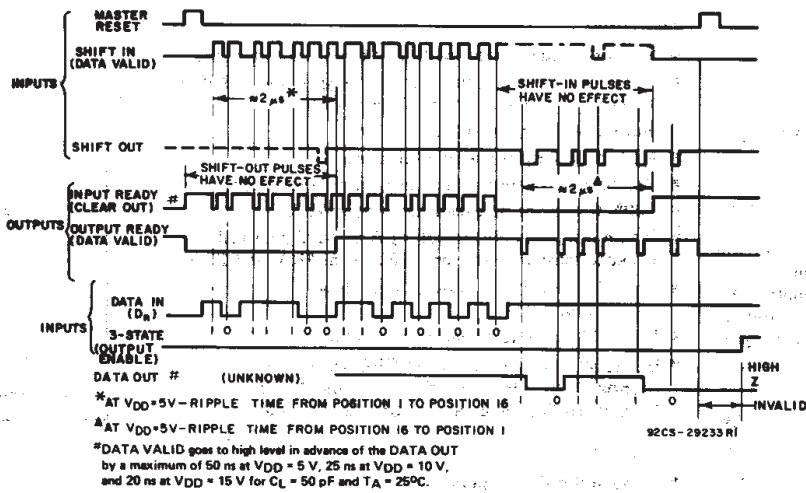 MASTER
RESET
SHIFT IN
(DATA VALID)
INPUTS
≈2 μs*
SHIFT-IN PULSES
HAVE NO EFFECT
SHIFT OUT
SHIFT-OUT PULSES
HAVE NO EFFECT
INPUT READY #
(CLEAR OUT)
≈2 μs▲
OUTPUTS
OUTPUT READY
(DATA VALID)
DATA IN
(DR)
INPUTS
1 0 1 1 1 0 0 1 1 0 1 0 1 0
3-STATE
(OUTPUT
ENABLE)
HIGH
Z
DATA OUT # (UNKNOWN)
1 0 1 1 1 0
INVALID
*AT VDD=5V-RIPPLE TIME FROM POSITION 1 TO POSITION 16
▲AT VDD=5V-RIPPLE TIME FROM POSITION 16 TO POSITION 1
92CS-29233R1
#DATA VALID goes to high level in advance of the DATA OUT
by a maximum of 50 ns at VDD = 5 V, 25 ns at VDD = 10 V,
and 20 ns at VDD = 15 V for CL = 50 pF and TA = 25ºC.